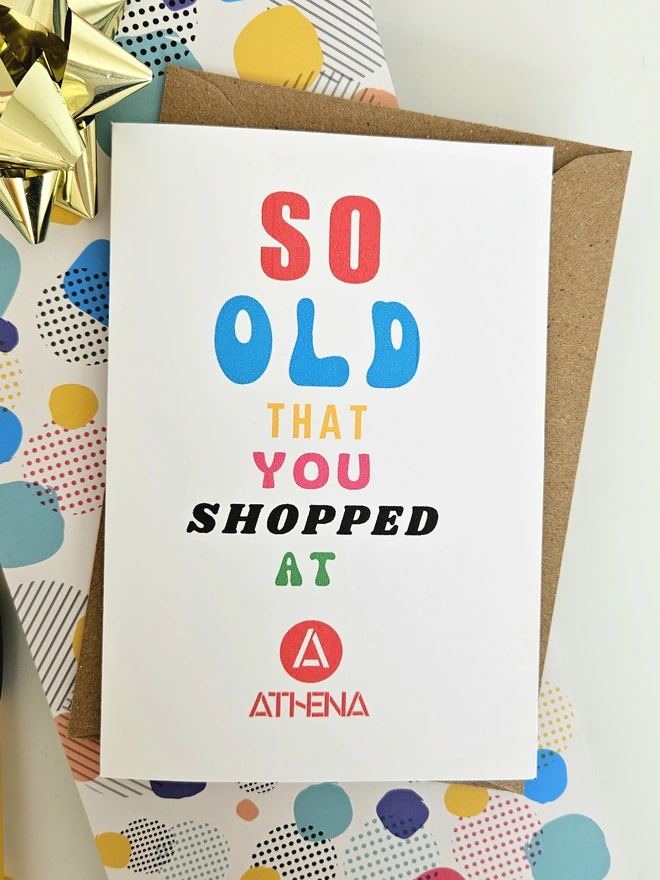 SO
OLD
THAT
YOU
SHOPPED
AT
A
ATHENA